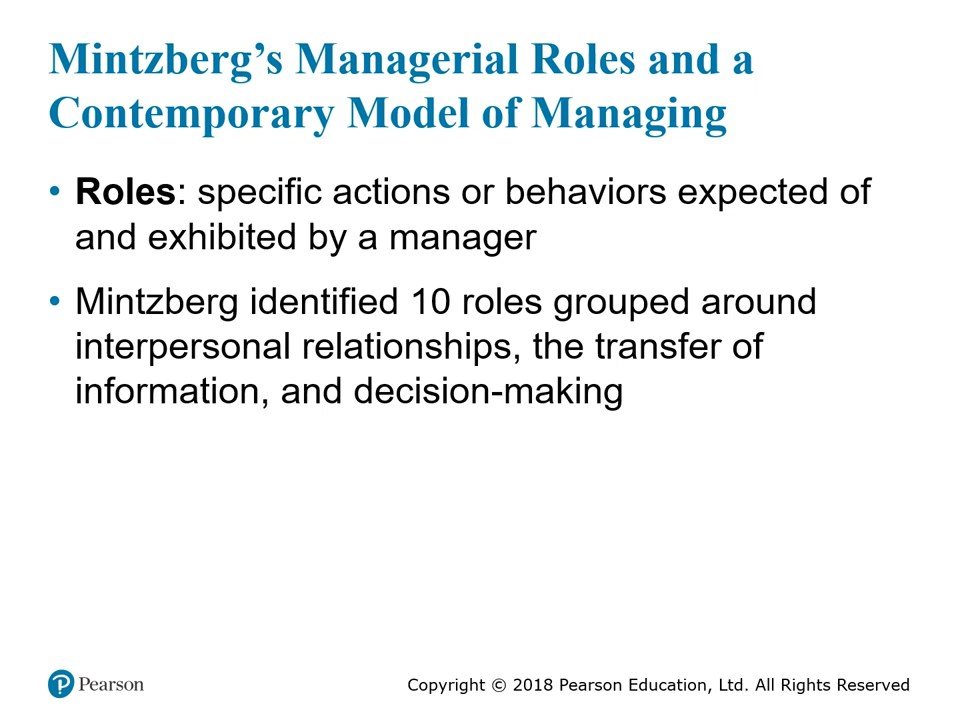 Mintzberg’s Managerial Roles and a
Contemporary Model of Managing
• Roles: specific actions or behaviors expected of
and exhibited by a manager
• Mintzberg identified 10 roles grouped around
interpersonal relationships, the transfer of
information, and decision-making
P Pearson
Copyright © 2018 Pearson Education, Ltd. All Rights Reserved